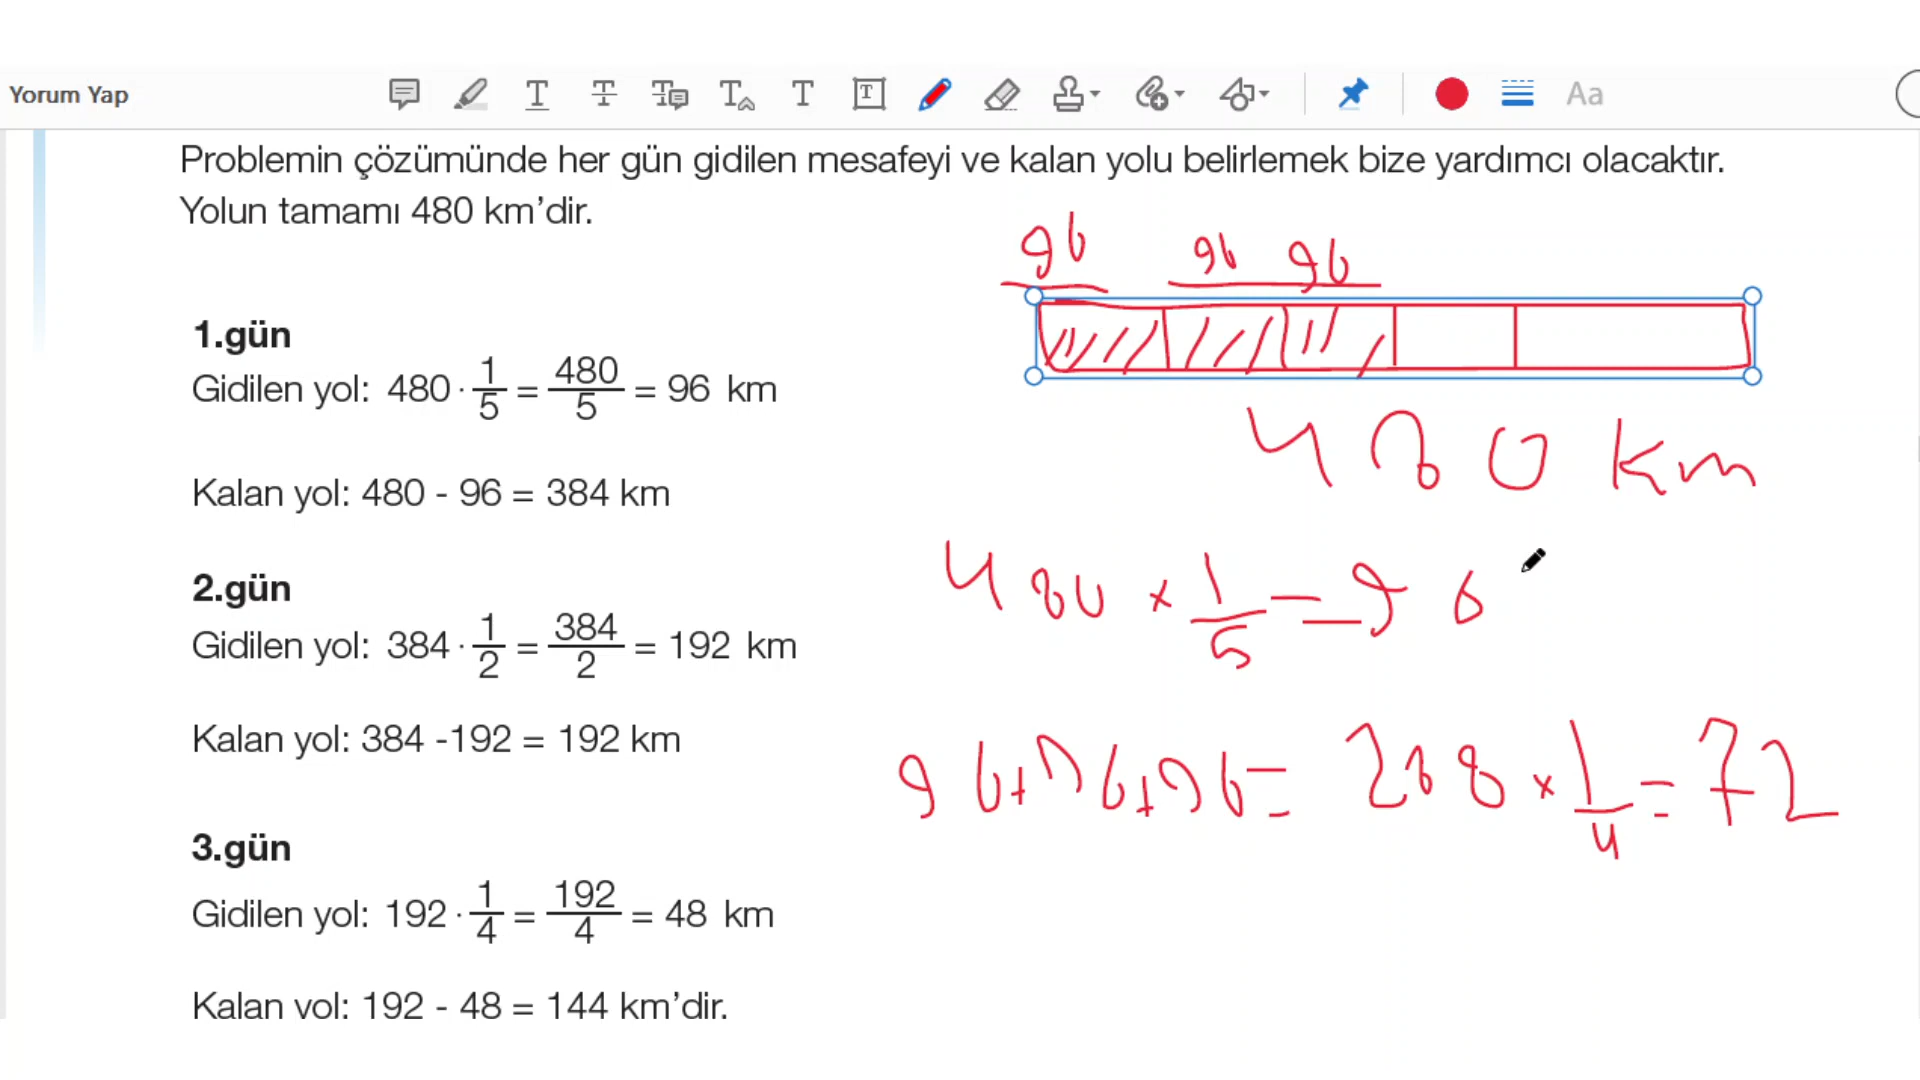 Yorum Yap
T T T T T T Aa
Problemin çözümünde her gün gidilen mesafeyi ve kalan yolu belirlemek bize yardımcı olacaktır.
Yolun tamamı 480 km’dir.
96 96 96
1.gün
Gidilen yol: 480 · 1/5 = 480/5 = 96 km
480 km
Kalan yol: 480 - 96 = 384 km
480 × 1/5 = 96
2.gün
Gidilen yol: 384 · 1/2 = 384/2 = 192 km
Kalan yol: 384 -192 = 192 km
96+96+96= 288 × 1/4 = 72
3.gün
Gidilen yol: 192 · 1/4 = 192/4 = 48 km
Kalan yol: 192 - 48 = 144 km’dir.